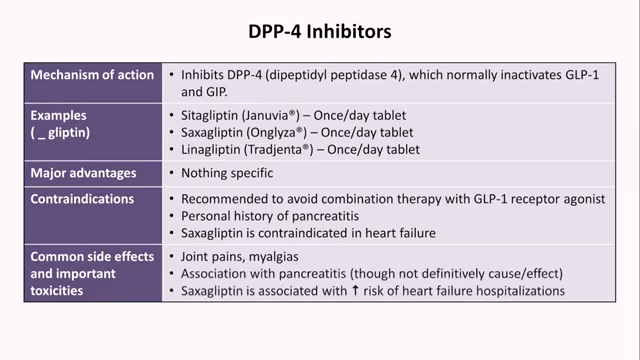 DPP-4 Inhibitors
Mechanism of action
• Inhibits DPP-4 (dipeptidyl peptidase 4), which normally inactivates GLP-1
and GIP.
Examples
( _ gliptin)
• Sitagliptin (Januvia®) – Once/day tablet
• Saxagliptin (Onglyza®) – Once/day tablet
• Linagliptin (Tradjenta®) – Once/day tablet
Major advantages
• Nothing specific
Contraindications
• Recommended to avoid combination therapy with GLP-1 receptor agonist
• Personal history of pancreatitis
• Saxagliptin is contraindicated in heart failure
Common side effects
and important
toxicities
• Joint pains, myalgias
• Association with pancreatitis (though not definitively cause/effect)
• Saxagliptin is associated with ↑ risk of heart failure hospitalizations